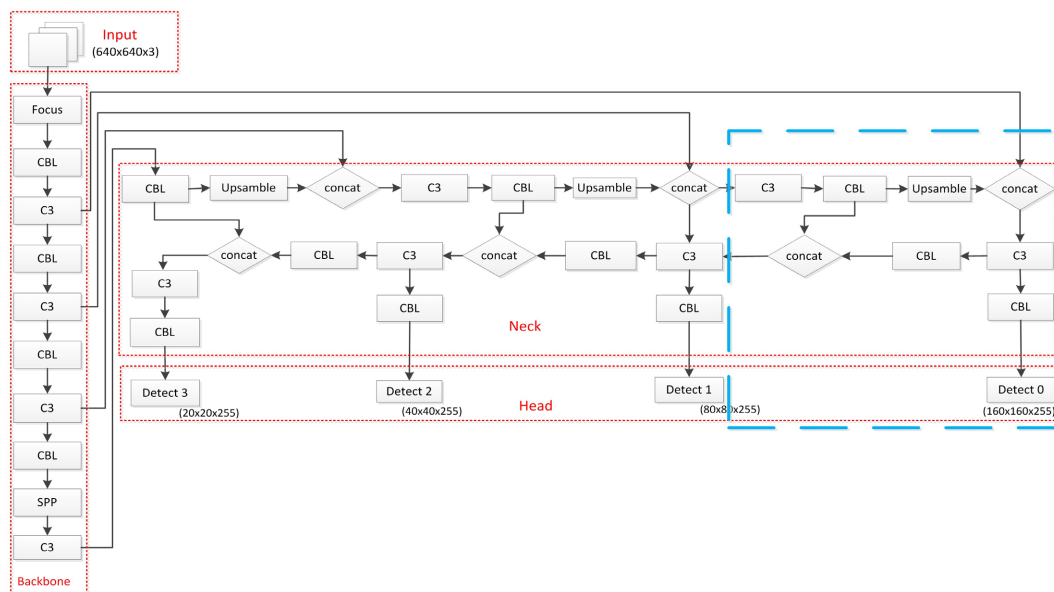 Input
(640x640x3)
Focus
CBL
C3
CBL
C3
CBL
C3
CBL
SPP
C3
Backbone
CBL
Upsamble
concat
C3
CBL
Upsamble
concat
C3
CBL
Upsamble
concat
concat
CBL
C3
concat
CBL
C3
concat
CBL
C3
C3
CBL
CBL
CBL
CBL
Neck
Detect 3
(20x20x255)
Detect 2
(40x40x255)
Head
Detect 1
(80x80x255)
Detect 0
(160x160x255)